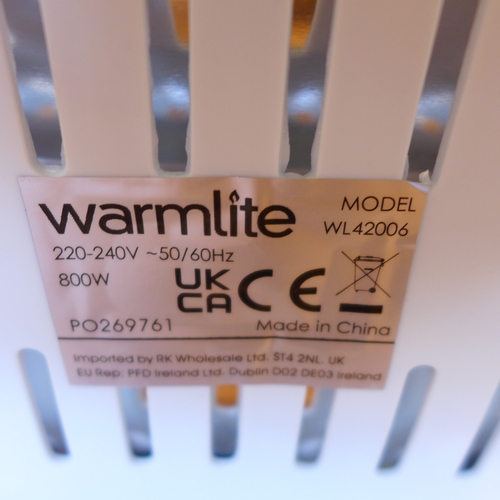 warmlite
MODEL
WL42006
220-240V ~50/60Hz
800W
UK
CA
CE
PO269761
Made in China
Imported by RK Wholesale Ltd. ST4 2NL. UK
EU Rep: PFD Ireland Ltd. Dublin D02 DE03 Ireland